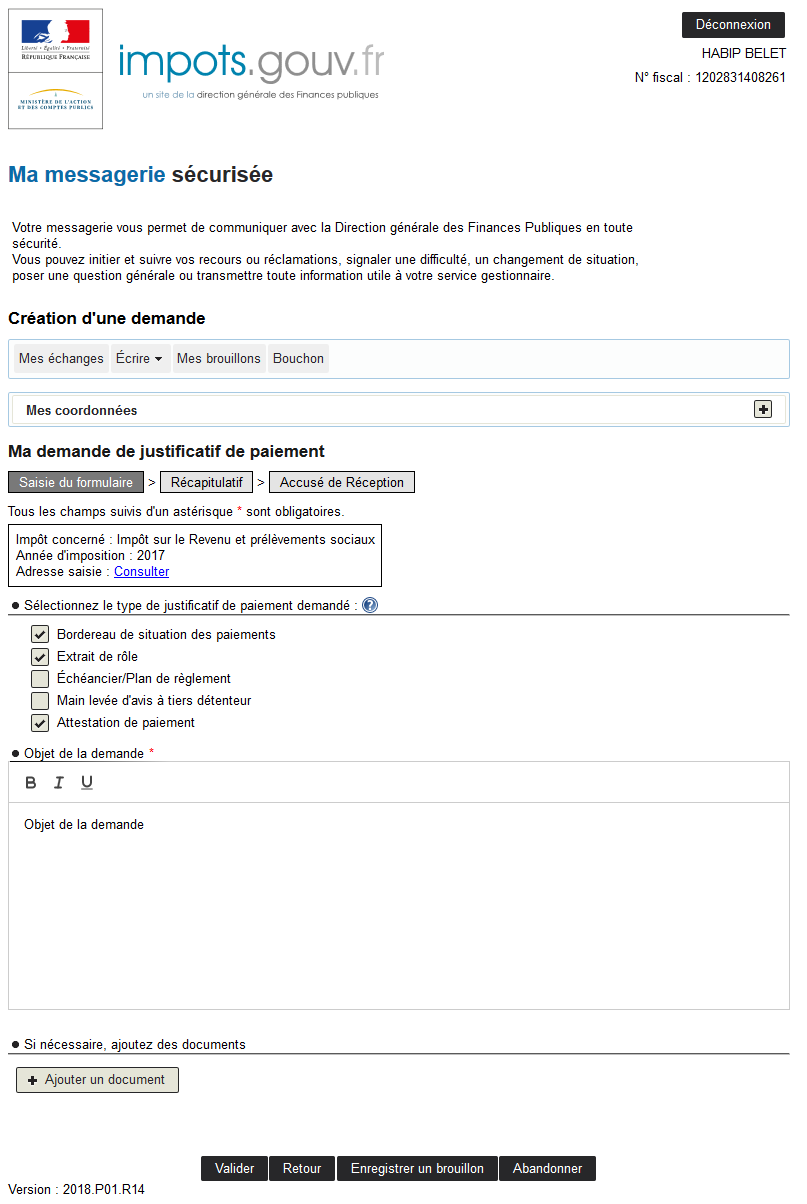 Déconnexion
Liberté • Égalité • Fraternité
RÉPUBLIQUE FRANÇAISE
HABIP BELET
impots.gouv.fr
N° fiscal : 1202831408261
un site de la direction générale des Finances publiques
MINISTÈRE DE L'ACTION
ET DES COMPTES PUBLICS
Ma messagerie sécurisée
Votre messagerie vous permet de communiquer avec la Direction générale des Finances Publiques en toute
sécurité.
Vous pouvez initier et suivre vos recours ou réclamations, signaler une difficulté, un changement de situation,
poser une question générale ou transmettre toute information utile à votre service gestionnaire.
Création d'une demande
Mes échanges Écrire Mes brouillons Bouchon
Mes coordonnées
Ma demande de justificatif de paiement
Saisie du formulaire > Récapitulatif > Accusé de Réception
Tous les champs suivis d'un astérisque * sont obligatoires.
Impôt concerné : Impôt sur le Revenu et prélèvements sociaux
Année d'imposition : 2017
Adresse saisie : Consulter
Sélectionnez le type de justificatif de paiement demandé : ?
Bordereau de situation des paiements
Extrait de rôle
Échéancier/Plan de règlement
Main levée d'avis à tiers détenteur
Attestation de paiement
Objet de la demande *
B I U
Objet de la demande
Si nécessaire, ajoutez des documents
Ajouter un document
Valider Retour Enregistrer un brouillon Abandonner
Version : 2018.P01.R14